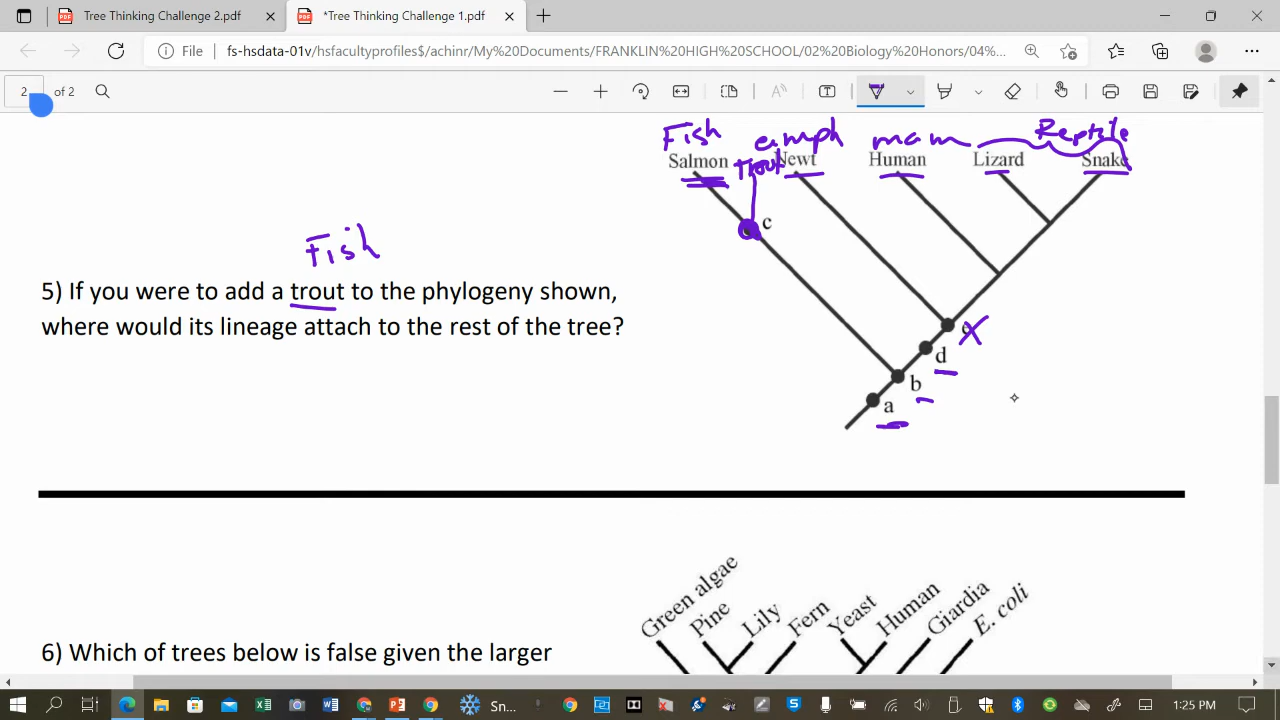 Tree Thinking Challenge 2.pdf
*Tree Thinking Challenge 1.pdf
File fs-hsdata-01v/hsfacultyprofiles$/achinr/My%20Documents/FRANKLIN%20HIGH%20SCHOOL/02%20Biology%20Honors/04%...
2 of 2
Fish amph mam Reptile
Salmon Trout Newt Human Lizard Snake
c
Fish
5) If you were to add a trout to the phylogeny shown,
where would its lineage attach to the rest of the tree?
d
b
a
Green algae
Pine
Lily
Fern
Yeast
Human
Giardia
E. coli
6) Which of trees below is false given the larger
Sn...
1:25 PM